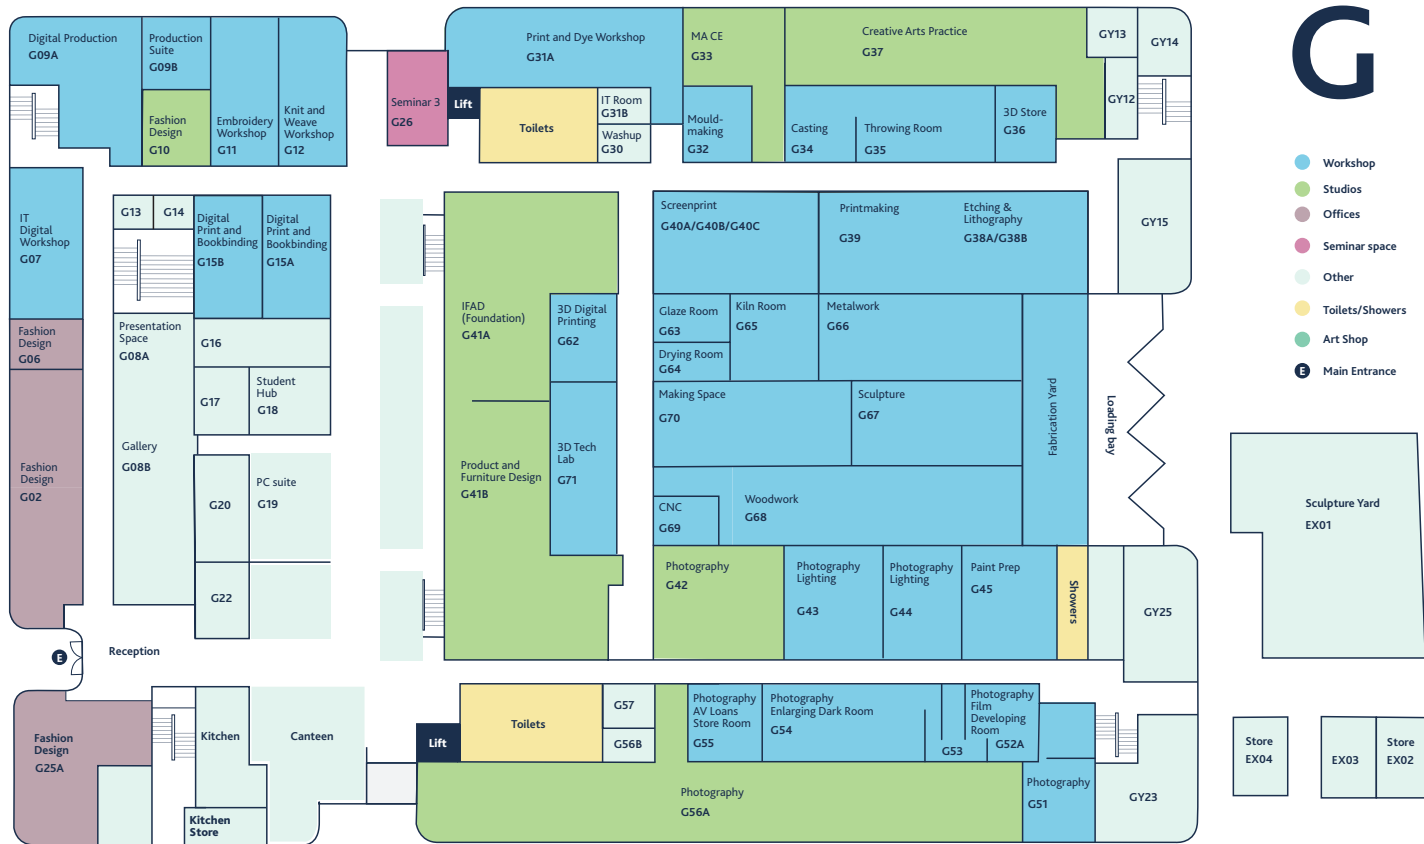 G
Digital Production
G09A
Production
Suite
G09B
Fashion
Design
G10
Embroidery
Workshop
G11
Knit and
Weave
Workshop
G12
Seminar 3
G26
Lift
Print and Dye Workshop
G31A
Toilets
IT Room
G31B
Washup
G30
MA CE
G33
Mould-
making
G32
Creative Arts Practice
G37
Casting
G34
Throwing Room
G35
3D Store
G36
GY13
GY14
GY12
GY15
IT
Digital
Workshop
G07
Fashion
Design
G06
Fashion
Design
G02
G13
G14
Digital
Print and
Bookbinding
G15B
Digital
Print and
Bookbinding
G15A
Presentation
Space
G08A
G16
G17
Student
Hub
G18
Gallery
G08B
G20
PC suite
G19
G22
IFAD
(Foundation)
G41A
3D Digital
Printing
G62
Product and
Furniture Design
G41B
3D Tech
Lab
G71
Screenprint
G40A/G40B/G40C
Printmaking
G39
Etching &
Lithography
G38A/G38B
Glaze Room
G63
Drying Room
G64
Kiln Room
G65
Metalwork
G66
Making Space
G70
Sculpture
G67
Fabrication Yard
Loading bay
CNC
G69
Woodwork
G68
Photography
G42
Photography
Lighting
G43
Photography
Lighting
G44
Paint Prep
G45
Showers
GY25
E
Reception
Fashion
Design
G25A
Kitchen
Kitchen
Store
Canteen
Lift
Toilets
G57
G56B
Photography
AV Loans
Store Room
G55
Photography
Enlarging Dark Room
G54
G53
Photography
Film
Developing
Room
G52A
Photography
G56A
Photography
G51
GY23
Workshop
Studios
Offices
Seminar space
Other
Toilets/Showers
Art Shop
E Main Entrance
Sculpture Yard
EX01
Store
EX04
EX03
Store
EX02